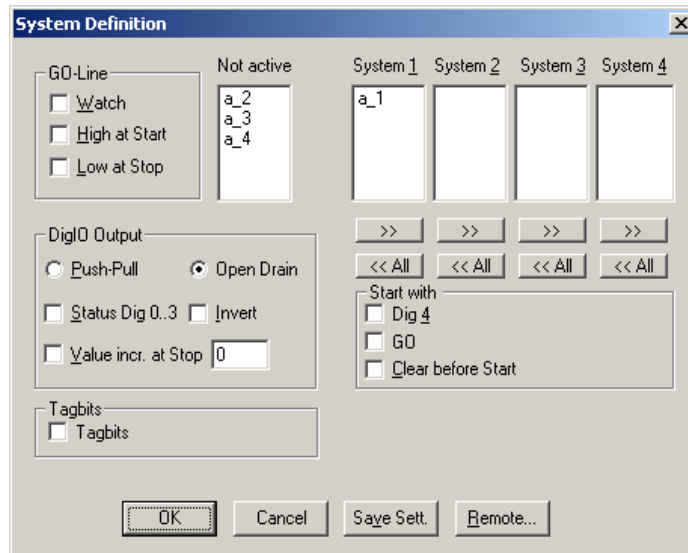 System Definition
GO-Line
Watch
High at Start
Low at Stop
Not active
a_2
a_3
a_4
System 1 System 2 System 3 System 4
a_1
>> >> >> >>
<< All << All << All << All
DigIO Output
Push-Pull Open Drain
Status Dig 0..3 Invert
Value incr. at Stop 0
Start with
Dig 4
GO
Clear before Start
Tagbits
Tagbits
OK Cancel Save Sett. Remote...